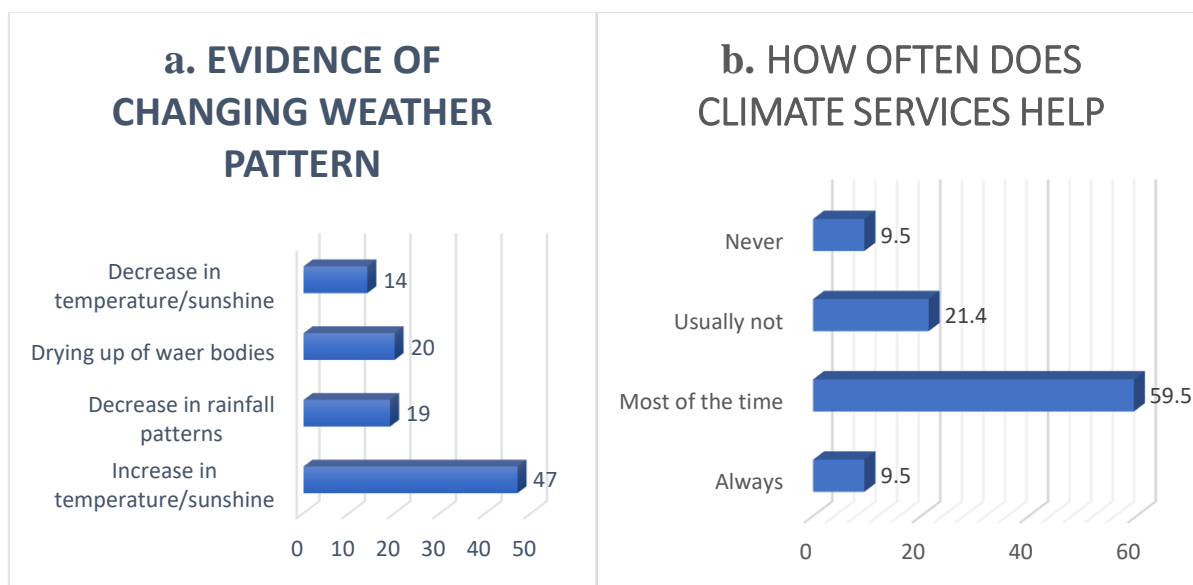 a. EVIDENCE OF
CHANGING WEATHER
PATTERN
Decrease in
temperature/sunshine
14
Drying up of waer bodies
20
Decrease in rainfall
patterns
19
Increase in
temperature/sunshine
47
0 10 20 30 40 50
b. HOW OFTEN DOES
CLIMATE SERVICES HELP
Never
9.5
Usually not
21.4
Most of the time
59.5
Always
9.5
0 20 40 60